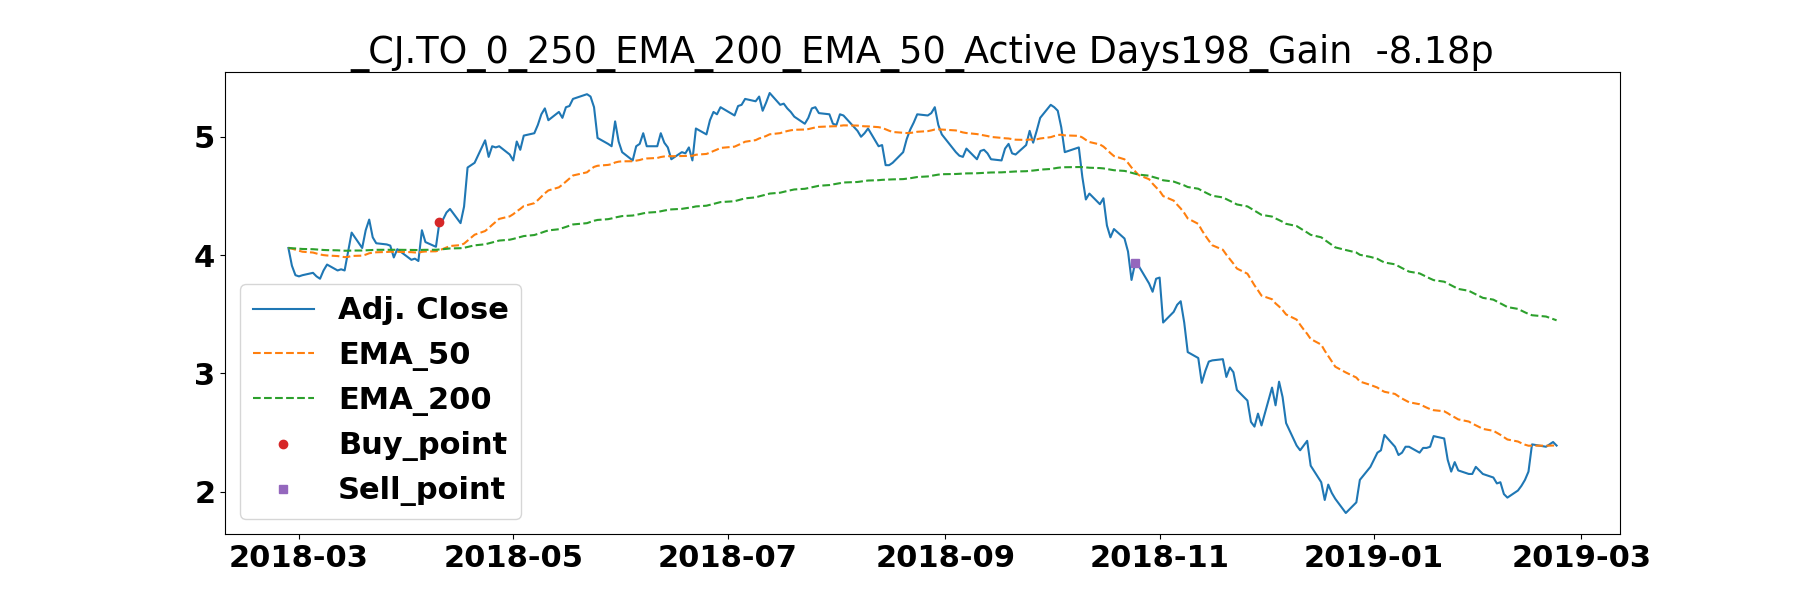 _CJ.TO_0_250_EMA_200_EMA_50_Active Days198_Gain  -8.18p
5
4
3
2
Adj. Close
EMA_50
EMA_200
Buy_point
Sell_point
2018-03 2018-05 2018-07 2018-09 2018-11 2019-01 2019-03